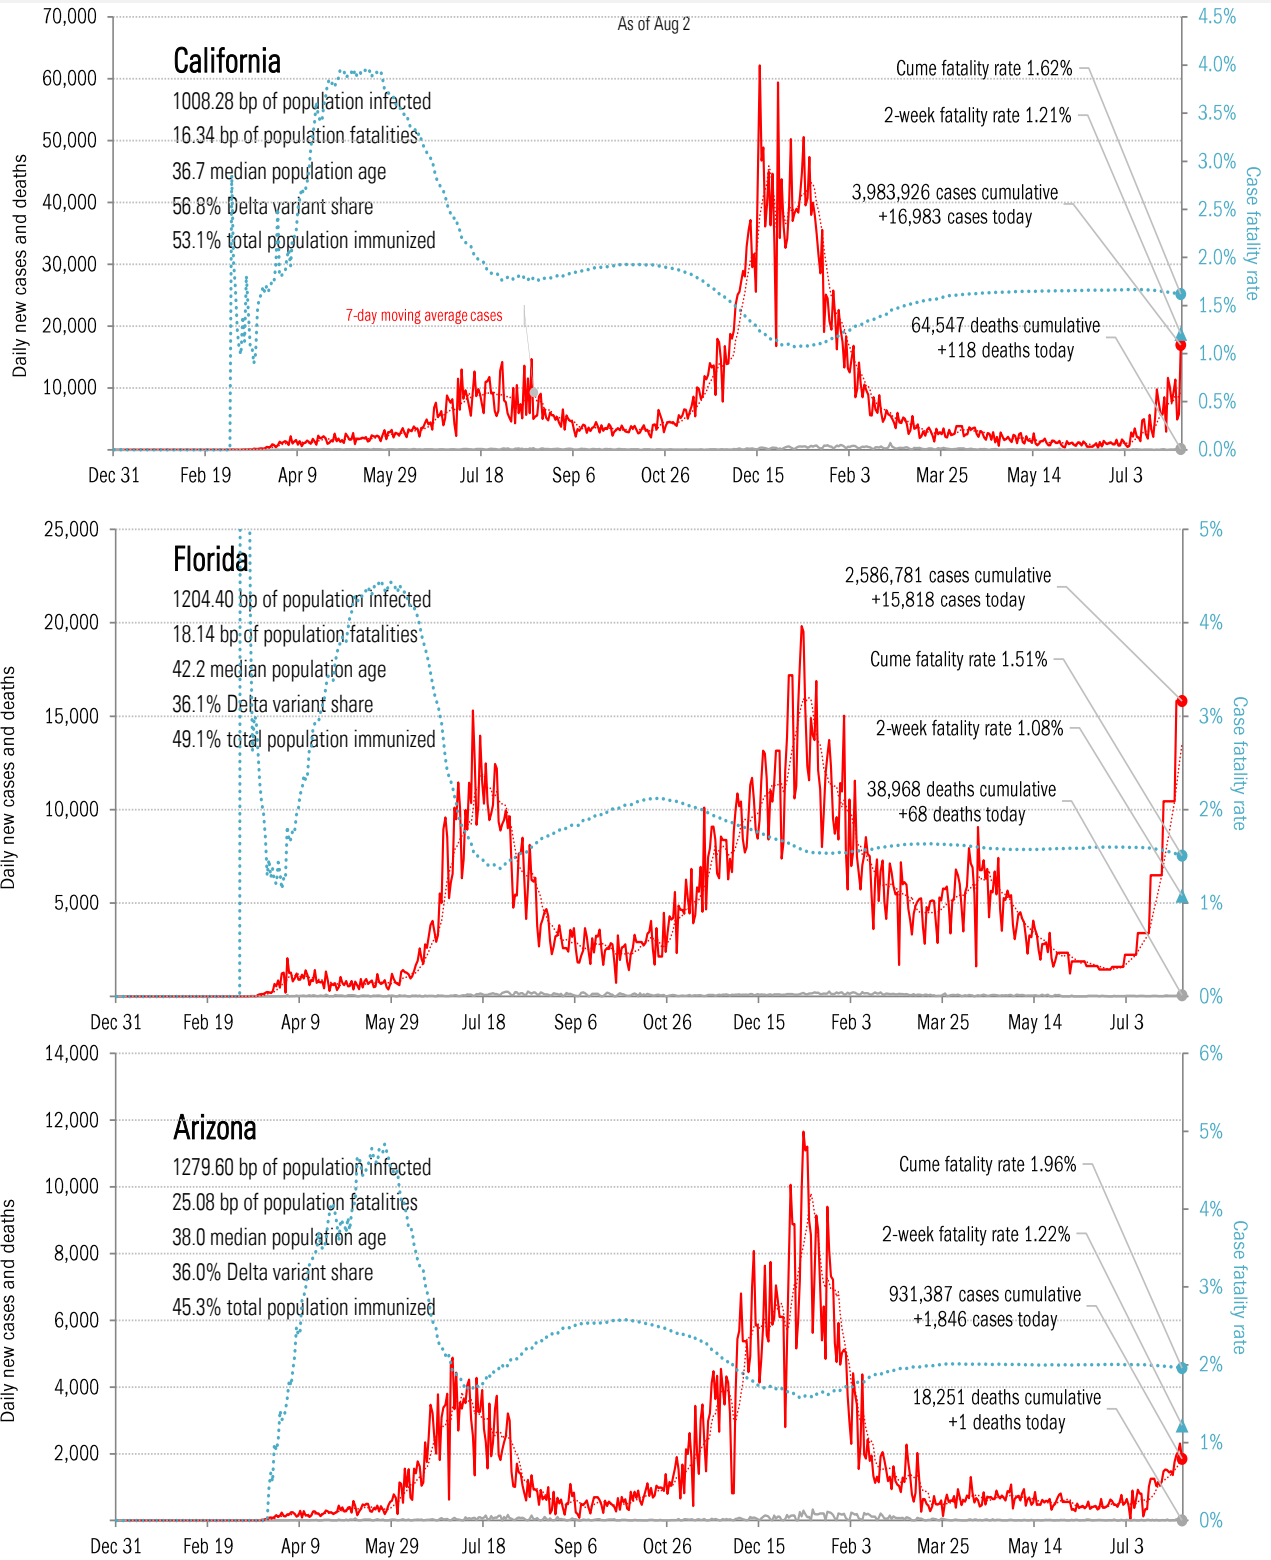 As of Aug 2
70,000
60,000
50,000
40,000
30,000
20,000
10,000
Daily new cases and deaths
California
1008.28 bp of population infected
16.34 bp of population fatalities
36.7 median population age
56.8% Delta variant share
53.1% total population immunized
7-day moving average cases
Cume fatality rate 1.62%
2-week fatality rate 1.21%
3,983,926 cases cumulative
+16,983 cases today
64,547 deaths cumulative
+118 deaths today
4.5%
4.0%
3.5%
3.0%
2.5%
2.0%
1.5%
1.0%
0.5%
0.0%
Case fatality rate
Dec 31 Feb 19 Apr 9 May 29 Jul 18 Sep 6 Oct 26 Dec 15 Feb 3 Mar 25 May 14 Jul 3
25,000
20,000
15,000
10,000
5,000
Daily new cases and deaths
Florida
1204.40 bp of population infected
18.14 bp of population fatalities
42.2 median population age
36.1% Delta variant share
49.1% total population immunized
2,586,781 cases cumulative
+15,818 cases today
Cume fatality rate 1.51%
2-week fatality rate 1.08%
38,968 deaths cumulative
+68 deaths today
5%
4%
3%
2%
1%
0%
Case fatality rate
Dec 31 Feb 19 Apr 9 May 29 Jul 18 Sep 6 Oct 26 Dec 15 Feb 3 Mar 25 May 14 Jul 3
14,000
12,000
10,000
8,000
6,000
4,000
2,000
Daily new cases and deaths
Arizona
1279.60 bp of population infected
25.08 bp of population fatalities
38.0 median population age
36.0% Delta variant share
45.3% total population immunized
Cume fatality rate 1.96%
2-week fatality rate 1.22%
931,387 cases cumulative
+1,846 cases today
18,251 deaths cumulative
+1 deaths today
6%
5%
4%
3%
2%
1%
0%
Case fatality rate
Dec 31 Feb 19 Apr 9 May 29 Jul 18 Sep 6 Oct 26 Dec 15 Feb 3 Mar 25 May 14 Jul 3